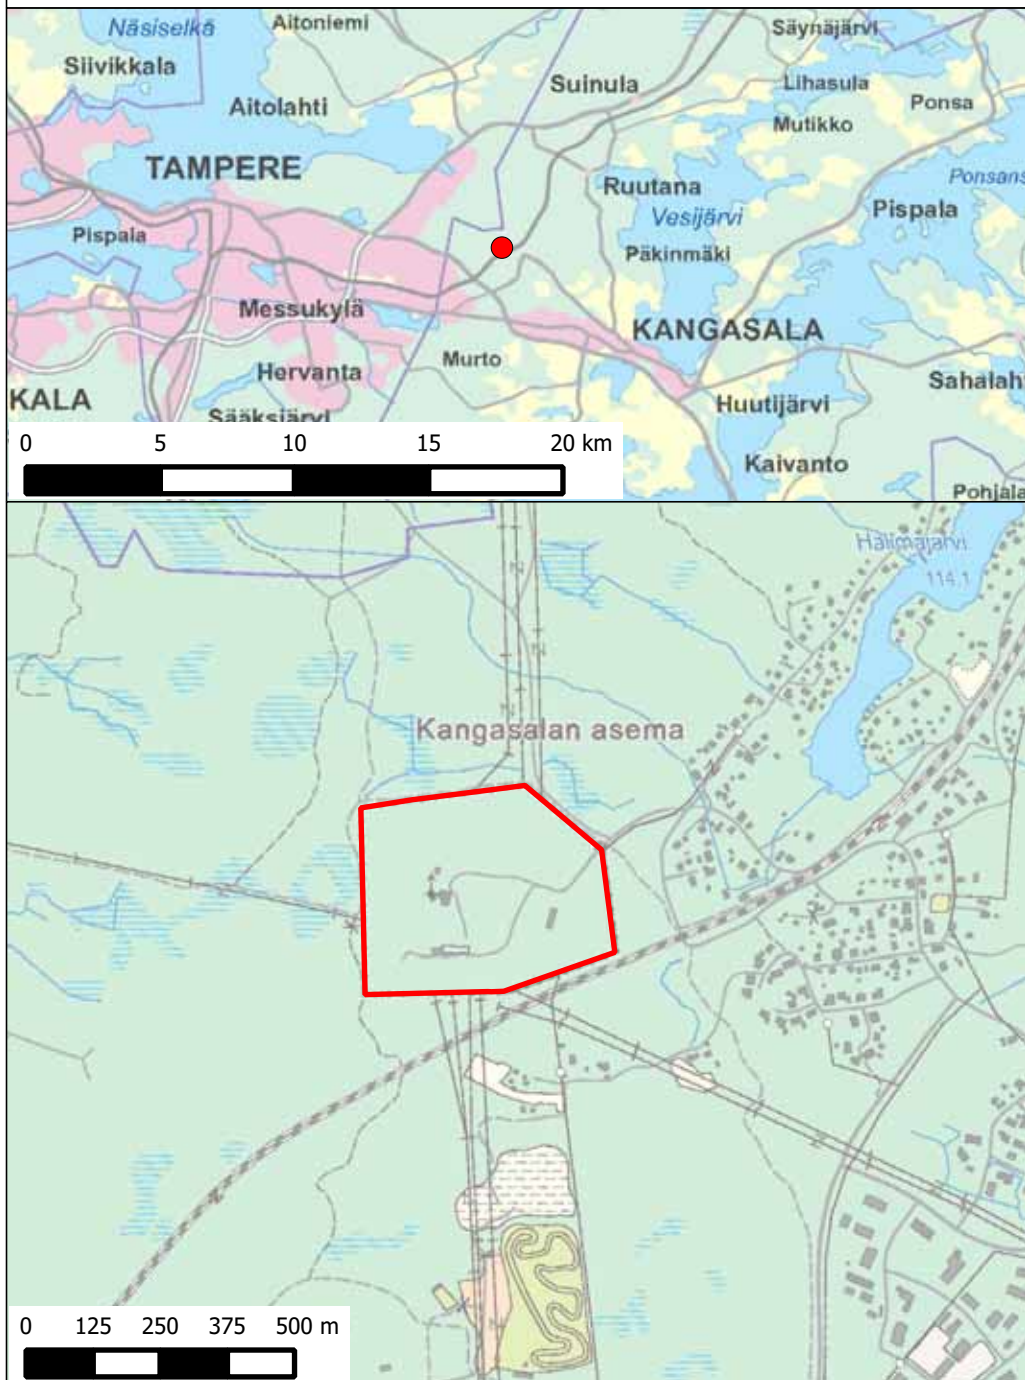 Näsiselkä
Aitoniemi
Säynäjärvi
Siivikkala
Suinula
Lihasula
Ponsa
Aitolahti
Mutikko
TAMPERE
Ruutana
Ponsans
Vesijärvi
Pispala
Pispala
Päkinmäki
Messukylä
KANGASALA
Murto
Hervanta
Sahalaht
KALA
Huutijärvi
Sääksjärvi
0 5 10 15 20 km
Kaivanto
Pohjala
Hälimäjärvi
114.1
Kangasalan asema
0 125 250 375 500 m